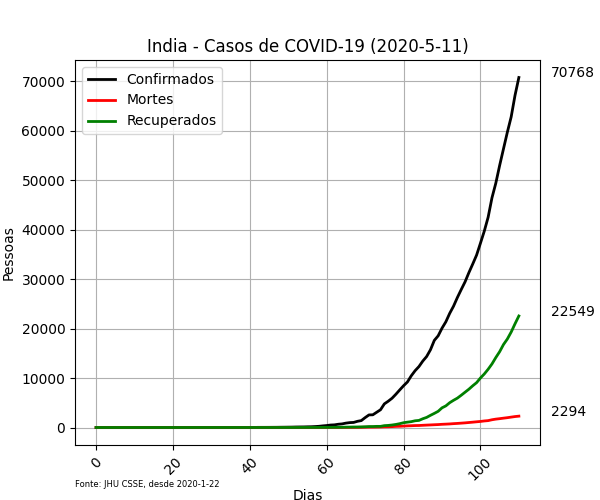 India - Casos de COVID-19 (2020-5-11)
Confirmados
Mortes
Recuperados
70768
22549
2294
70000
60000
50000
40000
30000
20000
10000
0
Pessoas
0 20 40 60 80 100
Fonte: JHU CSSE, desde 2020-1-22
Dias